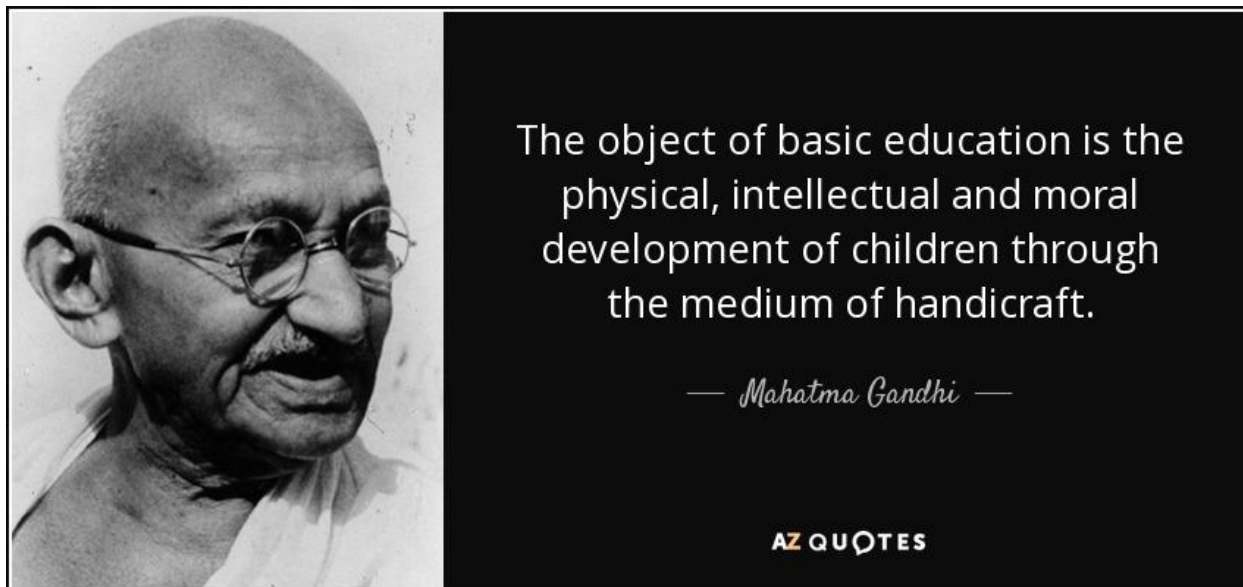 The object of basic education is the
physical, intellectual and moral
development of children through
the medium of handicraft.
Mahatma Gandhi
AZ QUOTES